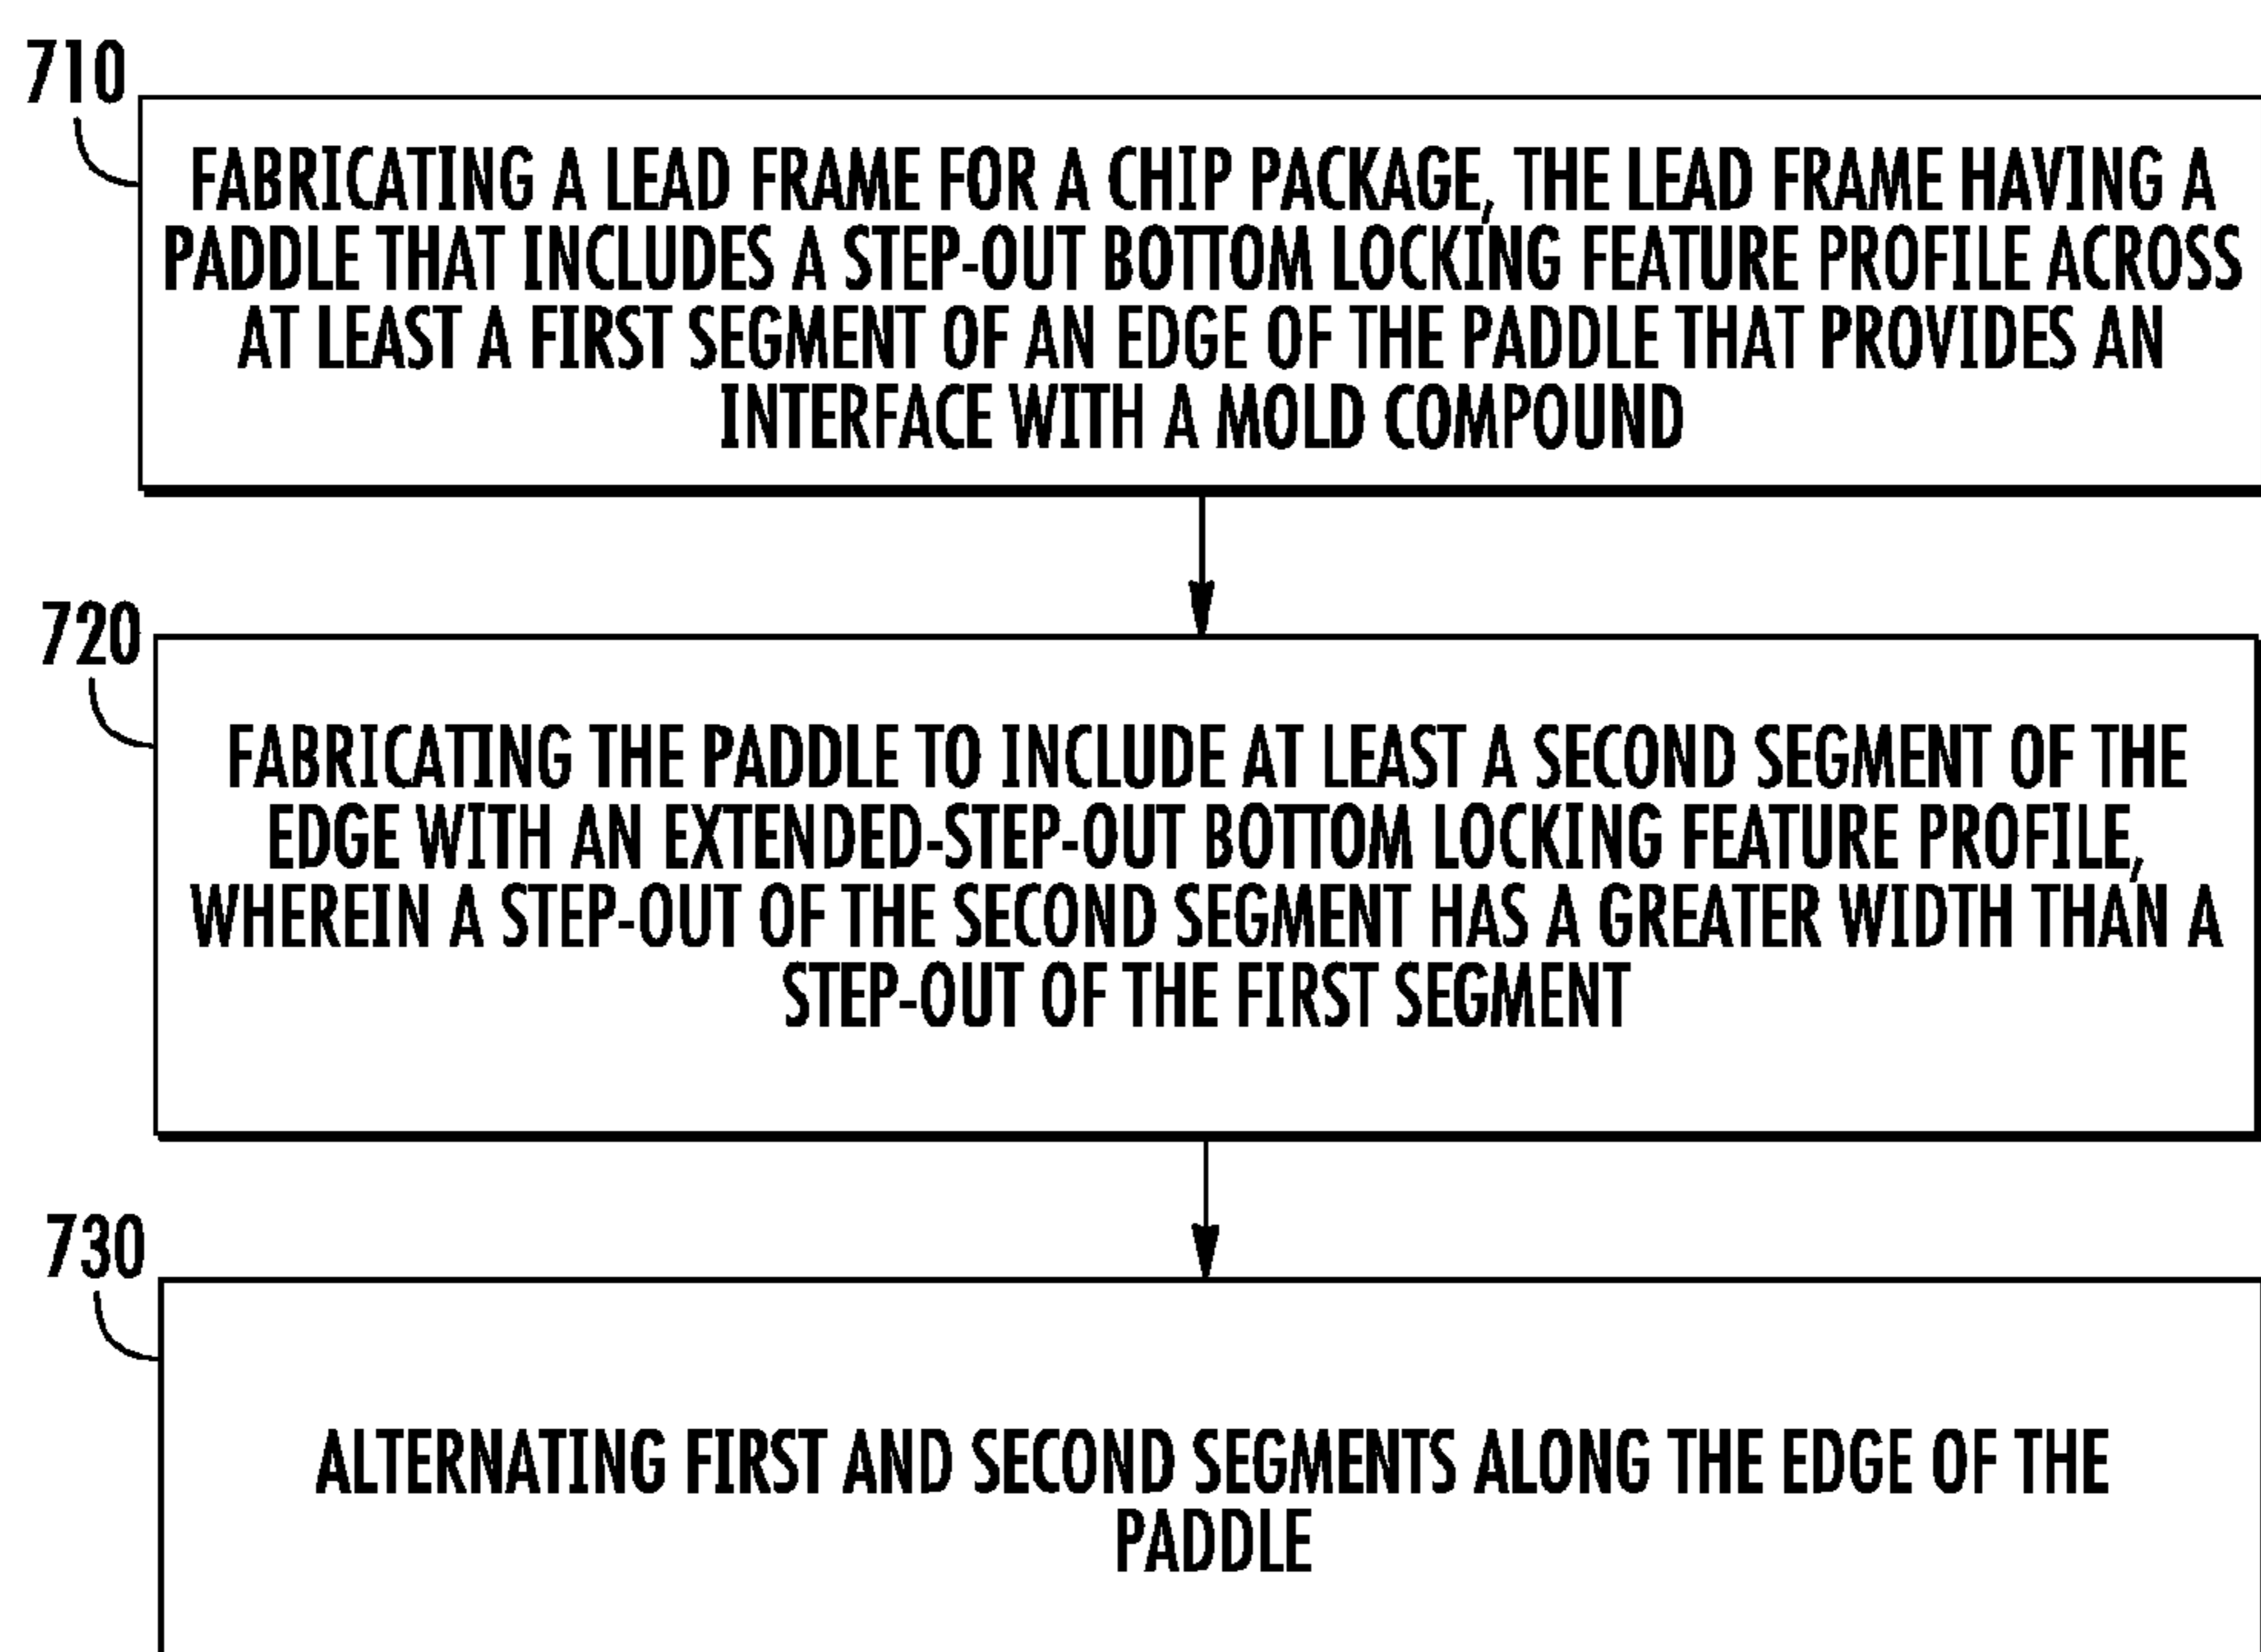 710
FABRICATING A LEAD FRAME FOR A CHIP PACKAGE, THE LEAD FRAME HAVING A
PADDLE THAT INCLUDES A STEP-OUT BOTTOM LOCKING FEATURE PROFILE ACROSS
AT LEAST A FIRST SEGMENT OF AN EDGE OF THE PADDLE THAT PROVIDES AN
INTERFACE WITH A MOLD COMPOUND
720
FABRICATING THE PADDLE TO INCLUDE AT LEAST A SECOND SEGMENT OF THE
EDGE WITH AN EXTENDED-STEP-OUT BOTTOM LOCKING FEATURE PROFILE,
WHEREIN A STEP-OUT OF THE SECOND SEGMENT HAS A GREATER WIDTH THAN A
STEP-OUT OF THE FIRST SEGMENT
730
ALTERNATING FIRST AND SECOND SEGMENTS ALONG THE EDGE OF THE
PADDLE